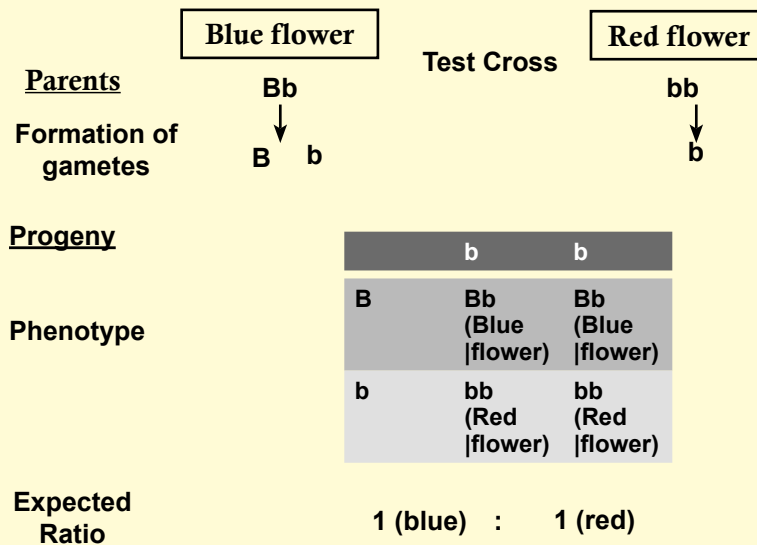 Blue flower Test Cross Red flower
Parents Bb bb
Formation of
gametes B b b
Progeny
b b
B Bb Bb
(Blue (Blue
|flower) |flower)
Phenotype
b bb bb
(Red (Red
|flower) |flower)
Expected
Ratio
1 (blue) : 1 (red)